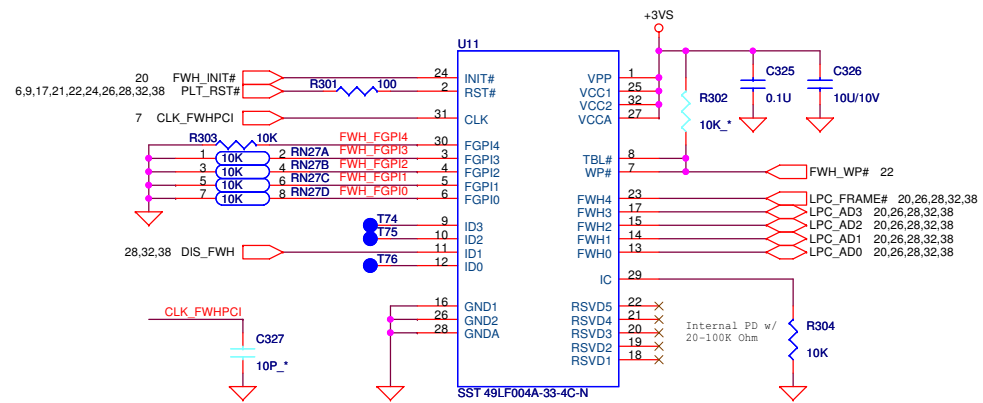 +3VS
U11
20 FWH_INIT# 24 INIT# VPP 1
6,9,17,21,22,24,26,28,32,38 PLT_RST# R301 100 2 RST# VCC1 25
VCC2 32
7 CLK_FWHPCI 31 CLK VCCA 27
C325 0.1U
C326 10U/10V
R302 10K_*
R303 10K FWH_FGPI4 30 FGPI4
1 10K 2 RN27A FWH_FGPI3 3 FGPI3 TBL# 8
3 10K 4 RN27B FWH_FGPI2 4 FGPI2 WP# 7 FWH_WP# 22
5 10K 6 RN27C FWH_FGPI1 5 FGPI1
7 10K 8 RN27D FWH_FGPI0 6 FGPI0 FWH4 23 LPC_FRAME# 20,26,28,32,38
FWH3 17 LPC_AD3 20,26,28,32,38
T74 9 ID3 FWH2 15 LPC_AD2 20,26,28,32,38
T75 10 ID2 FWH1 14 LPC_AD1 20,26,28,32,38
28,32,38 DIS_FWH 11 ID1 FWH0 13 LPC_AD0 20,26,28,32,38
T76 12 ID0
IC 29
16 GND1 RSVD5 22
26 GND2 RSVD4 21
28 GNDA RSVD3 20
RSVD2 19
RSVD1 18
Internal PD w/
20-100K Ohm
R304
10K
CLK_FWHPCI
C327
10P_*
SST 49LF004A-33-4C-N